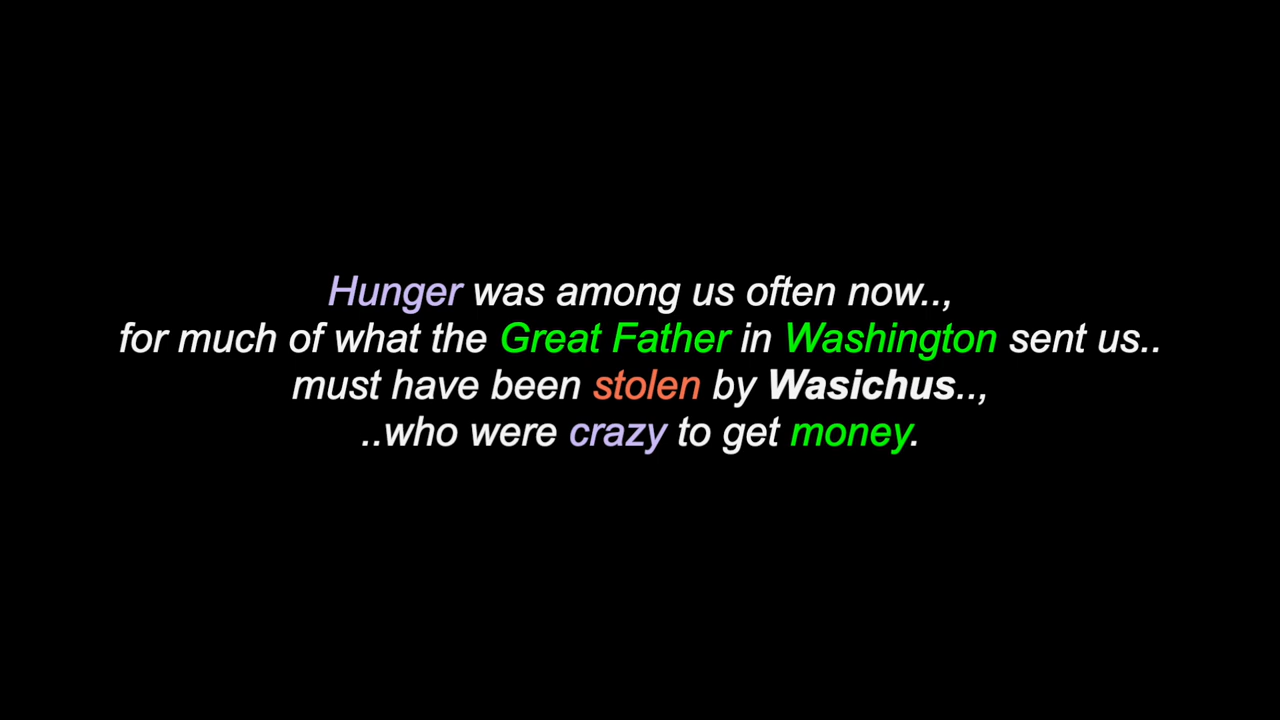 Hunger was among us often now..,
for much of what the Great Father in Washington sent us..
must have been stolen by Wasichus..,
..who were crazy to get money.